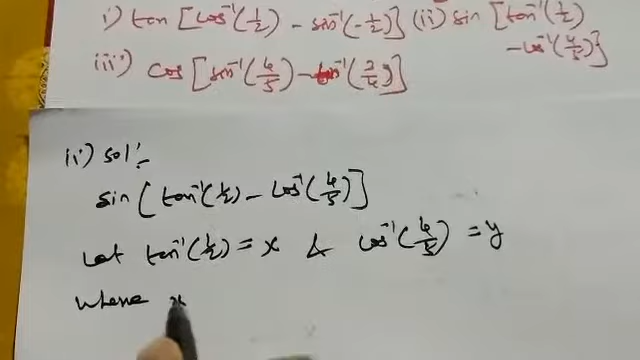 i) tan [cos⁻¹(1/2) - sin⁻¹(-1/2)] (ii) sin [tan⁻¹(1/2)
- cos⁻¹(4/5)]
iii) cos [sin⁻¹(4/5) - tan⁻¹(3/4)]
ii) sol:-
sin [tan⁻¹(1/2) - cos⁻¹(4/5)]
Let tan⁻¹(1/2) = x & cos⁻¹(4/5) = y
where x